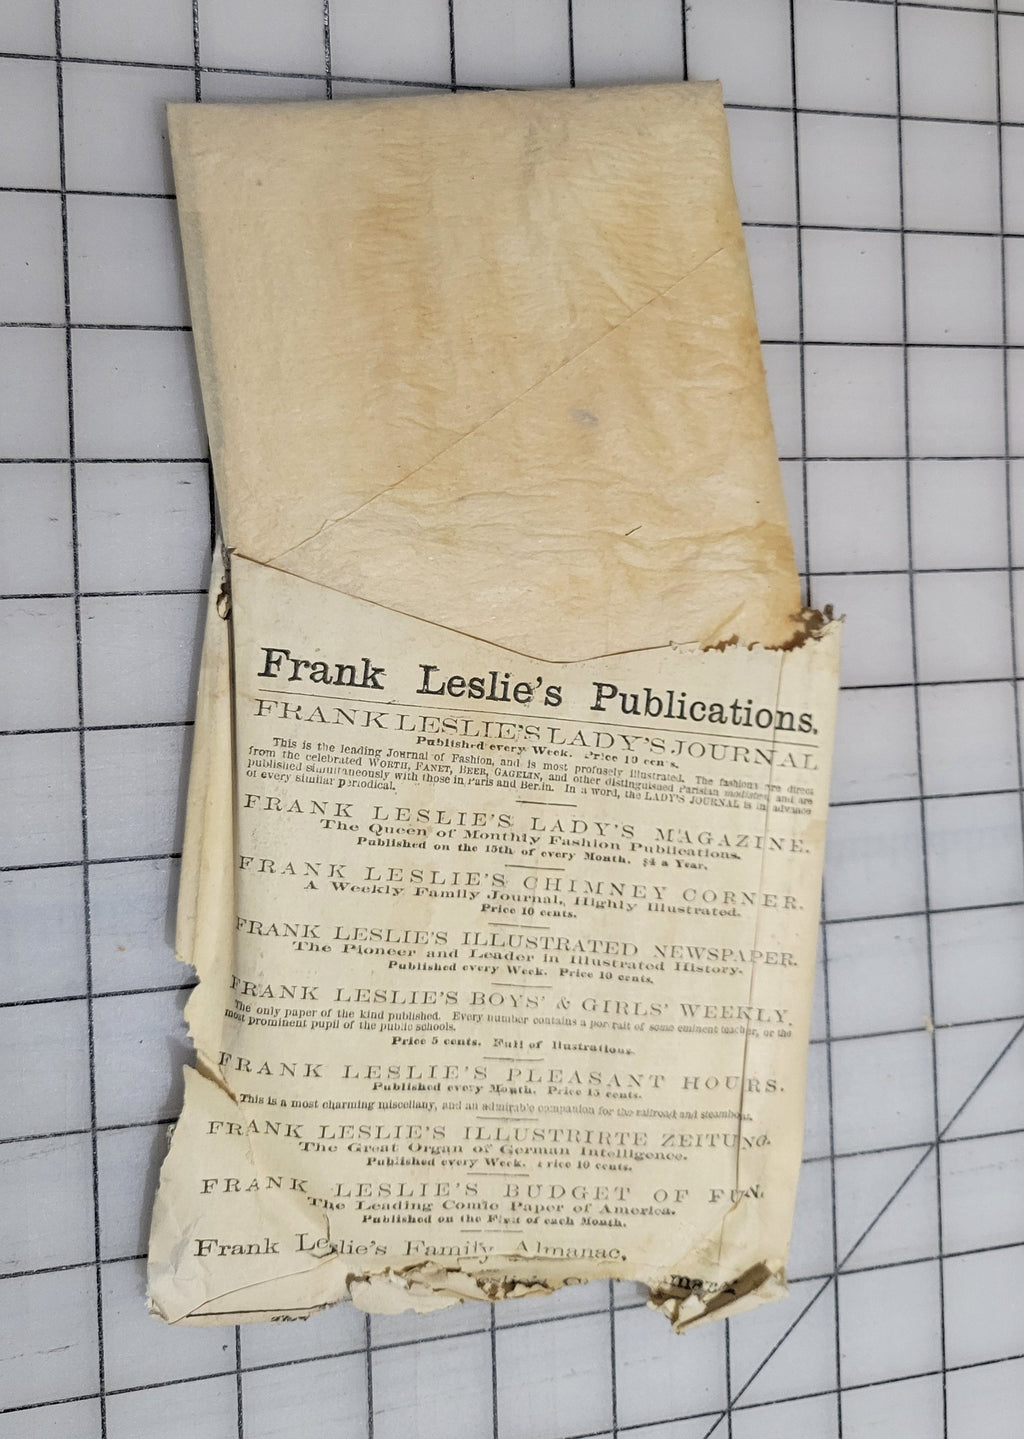 Frank Leslie's Publications.
FRANK LESLIE'S LADY'S JOURNAL
Published every Week. Price 10 cen s.
This is the leading Journal of Fashion, and is most profusely illustrated. The fashions are direct
from the celebrated WORTH, FANET, BEER, GAGELIN, and other distinguished Parisian modistes, and are
published simultaneously with those in Paris and Berlin. In a word, the LADY'S JOURNAL is in advance
of every similar periodical.
FRANK LESLIE'S LADY'S MAGAZINE.
The Queen of Monthly Fashion Publications.
Published on the 15th of every Month. $4 a Year.
FRANK LESLIE'S CHIMNEY CORNER.
A Weekly Family Journal, Highly Illustrated.
Price 10 cents.
FRANK LESLIE'S ILLUSTRATED NEWSPAPER.
The Pioneer and Leader in Illustrated History.
Published every Week. Price 10 cents.
FRANK LESLIE'S BOYS' & GIRLS' WEEKLY.
The only paper of the kind published. Every number contains a por rait of some eminent teacher, or the
most prominent pupil of the public schools.
Price 5 cents. Full of llustrations.
FRANK LESLIE'S PLEASANT HOURS.
Published every Month. Price 15 cents.
This is a most charming miscellany, and an admirable companion for the railroad and steamboat.
FRANK LESLIE'S ILLUSTRIRTE ZEITUNG.
The Great Organ of German Intelligence.
Published every Week. Price 10 cents.
FRANK LESLIE'S BUDGET OF FUN.
The Leading Comic Paper of America.
Published on the First of each Month.
Frank Leslie's Family Almanac.